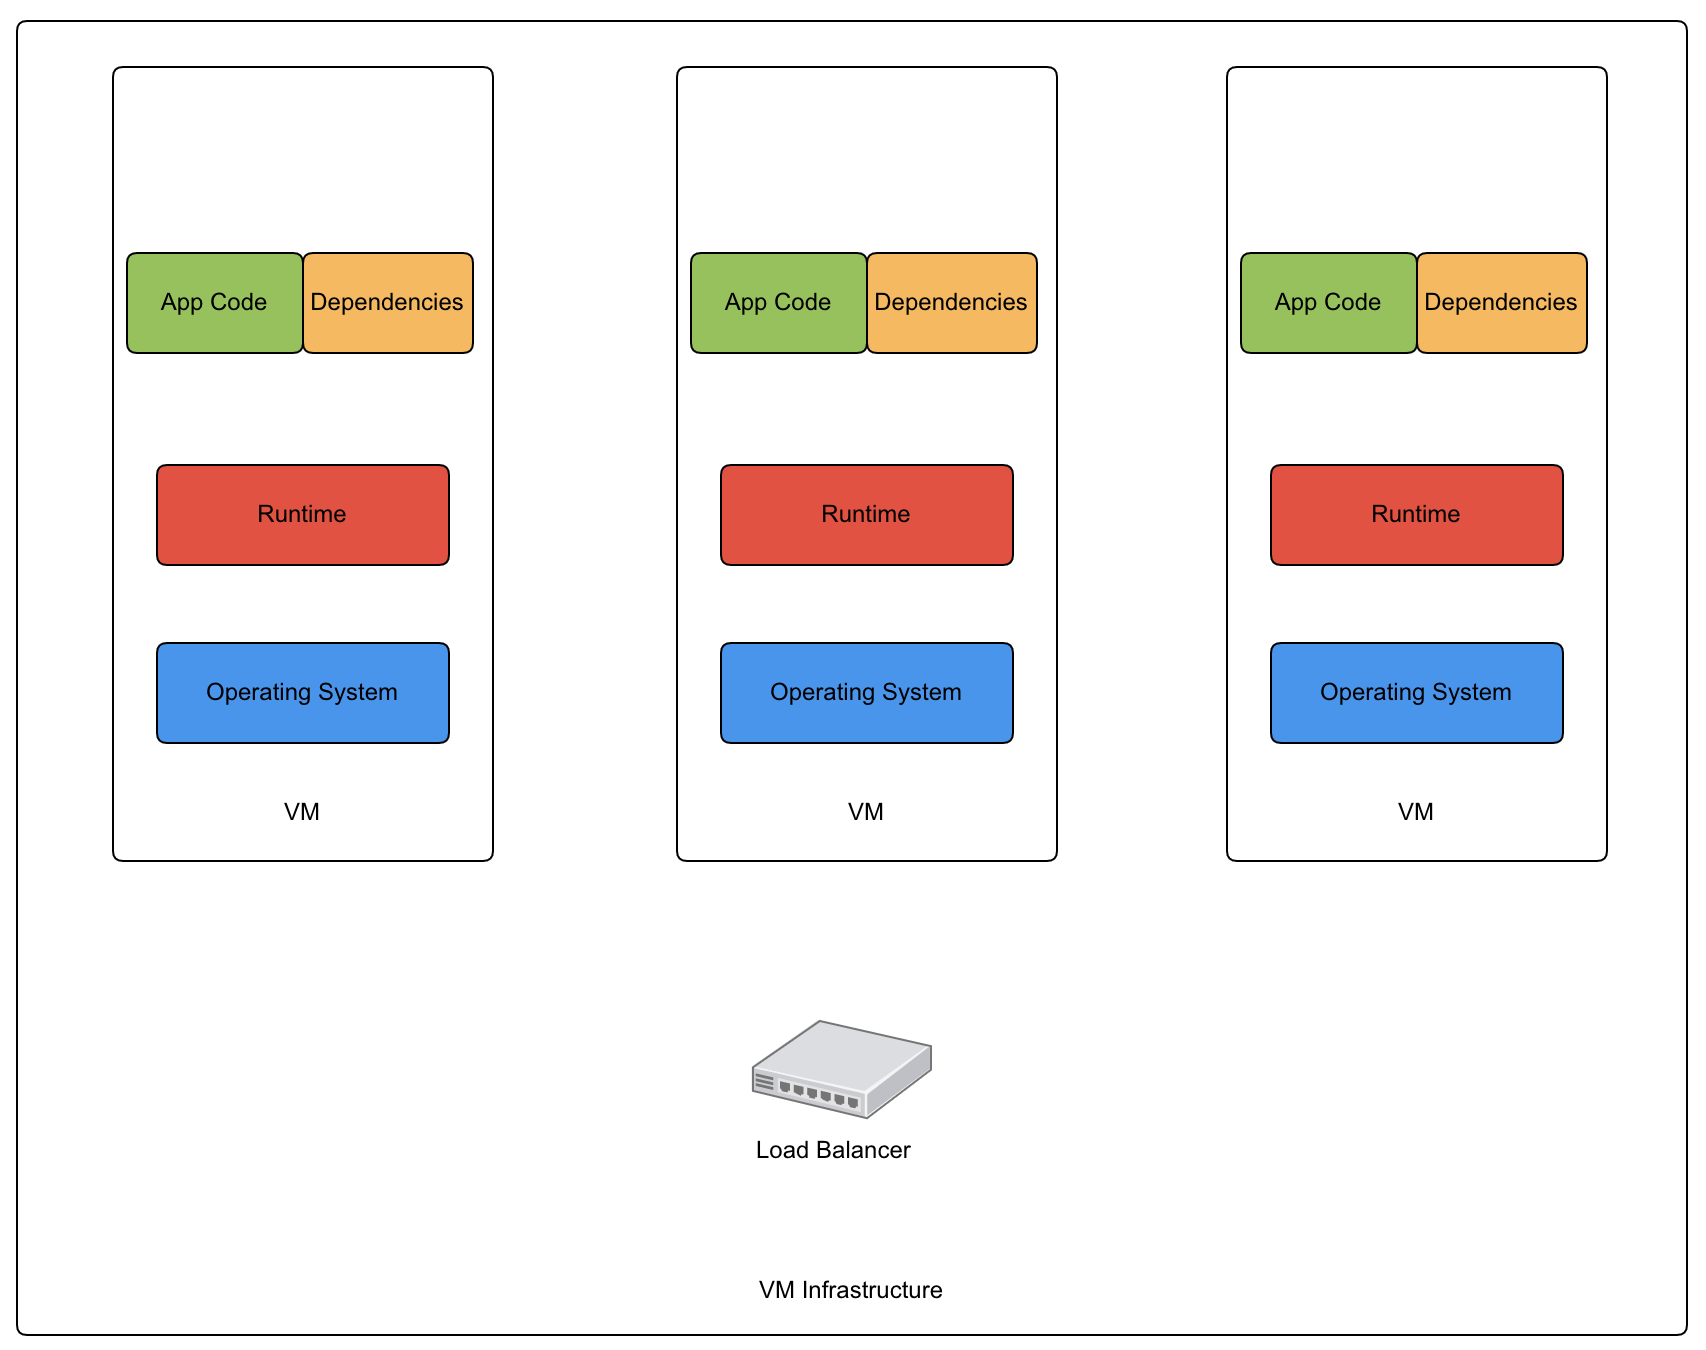 App Code
Dependencies
App Code
Dependencies
App Code
Dependencies
Runtime
Runtime
Runtime
Operating System
Operating System
Operating System
VM
VM
VM
Load Balancer
VM Infrastructure